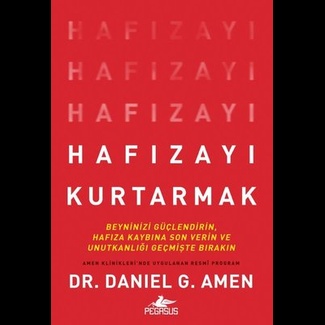 HAFIZAYI
HAFIZAYI
HAFIZAYI
HAFIZAYI
KURTARMAK
BEYNİNİZİ GÜÇLENDİRİN,
HAFIZA KAYBINA SON VERİN VE
UNUTKANLIĞI GEÇMİŞTE BIRAKIN
AMEN KLİNİKLERİ'NDE UYGULANAN RESMÎ PROGRAM
DR. DANIEL G. AMEN
PEGASUS